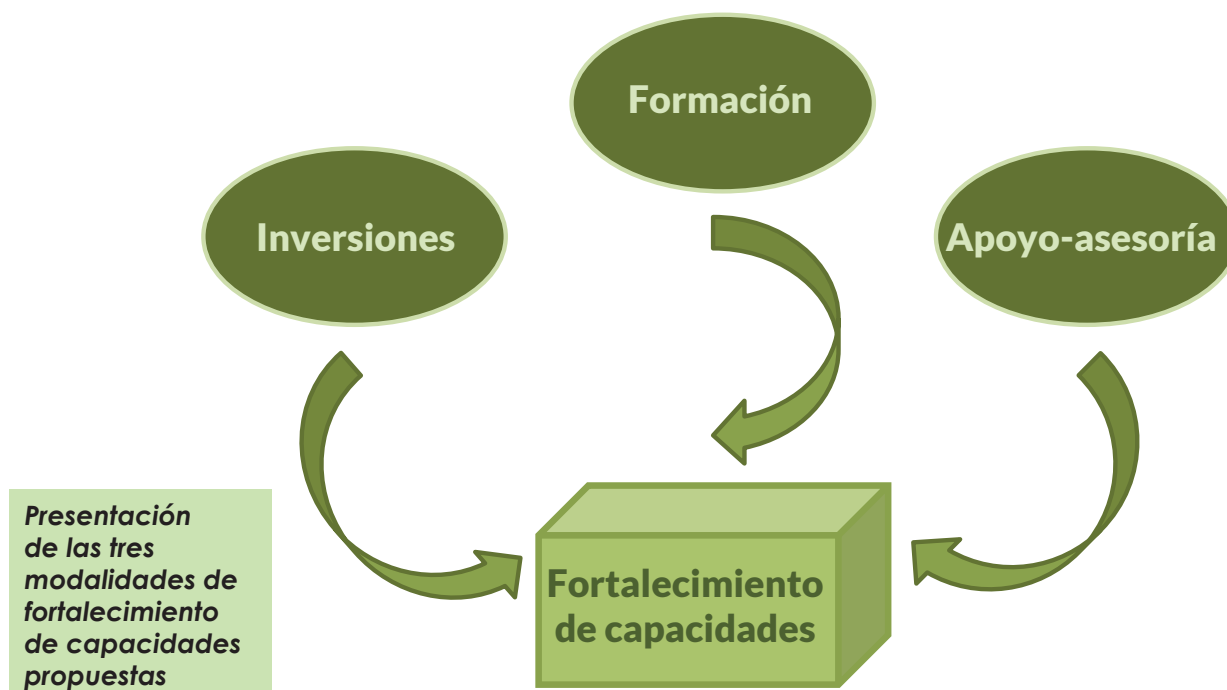 Formación
Inversiones
Apoyo-asesoría
Presentación
de las tres
modalidades de
fortalecimiento
de capacidades
propuestas
Fortalecimiento
de capacidades